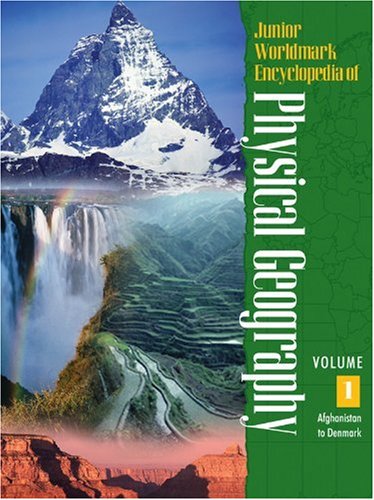 Junior
Worldmark
Encyclopedia of
Physical Geography
VOLUME
1
Afghanistan
to Denmark